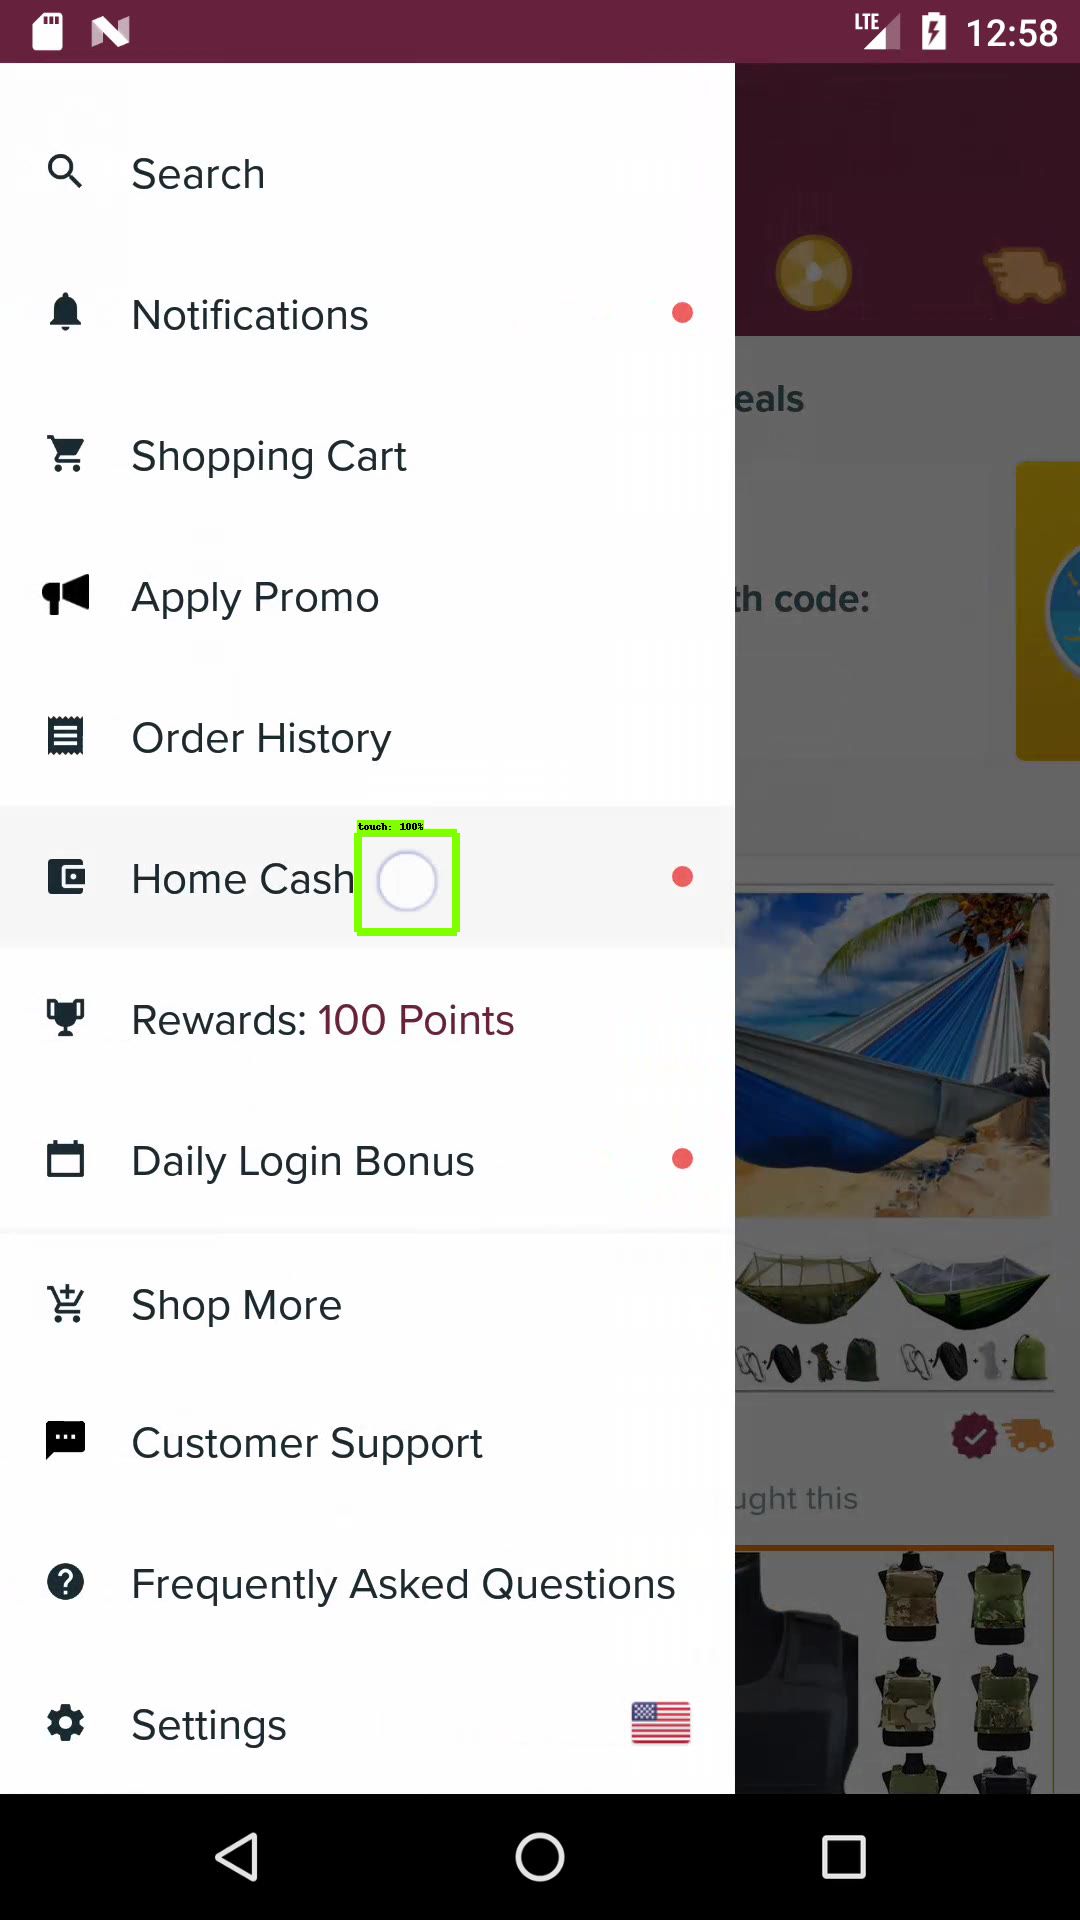 LTE 12:58
Search
Notifications
eals
Shopping Cart
Apply Promo
th code:
Order History
touch: 100%
Home Cash
Rewards: 100 Points
Daily Login Bonus
Shop More
Customer Support
ught this
Frequently Asked Questions
Settings